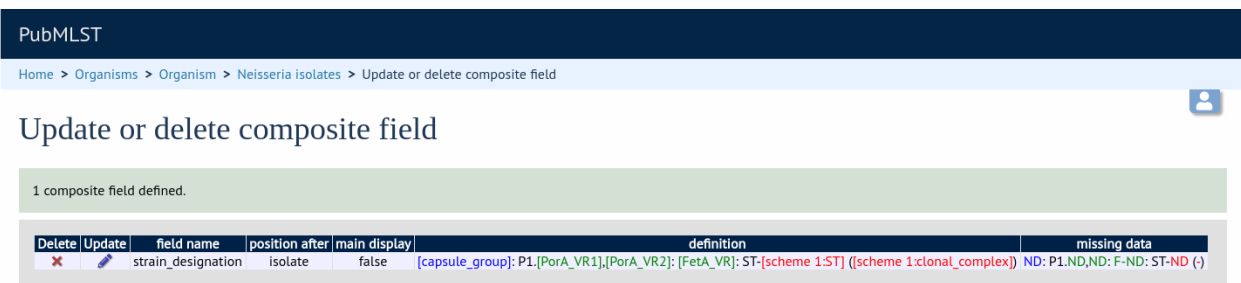 PubMLST
Home > Organisms > Organism > Neisseria isolates > Update or delete composite field
Update or delete composite field
1 composite field defined.
Delete Update field name position after main display definition missing data
strain_designation isolate false [capsule_group]: P1.[PorA_VR1],[PorA_VR2]: [FetA_VR]: ST-[scheme 1:ST] ([scheme 1:clonal_complex]) ND: P1.ND,ND: F-ND: ST-ND (-)